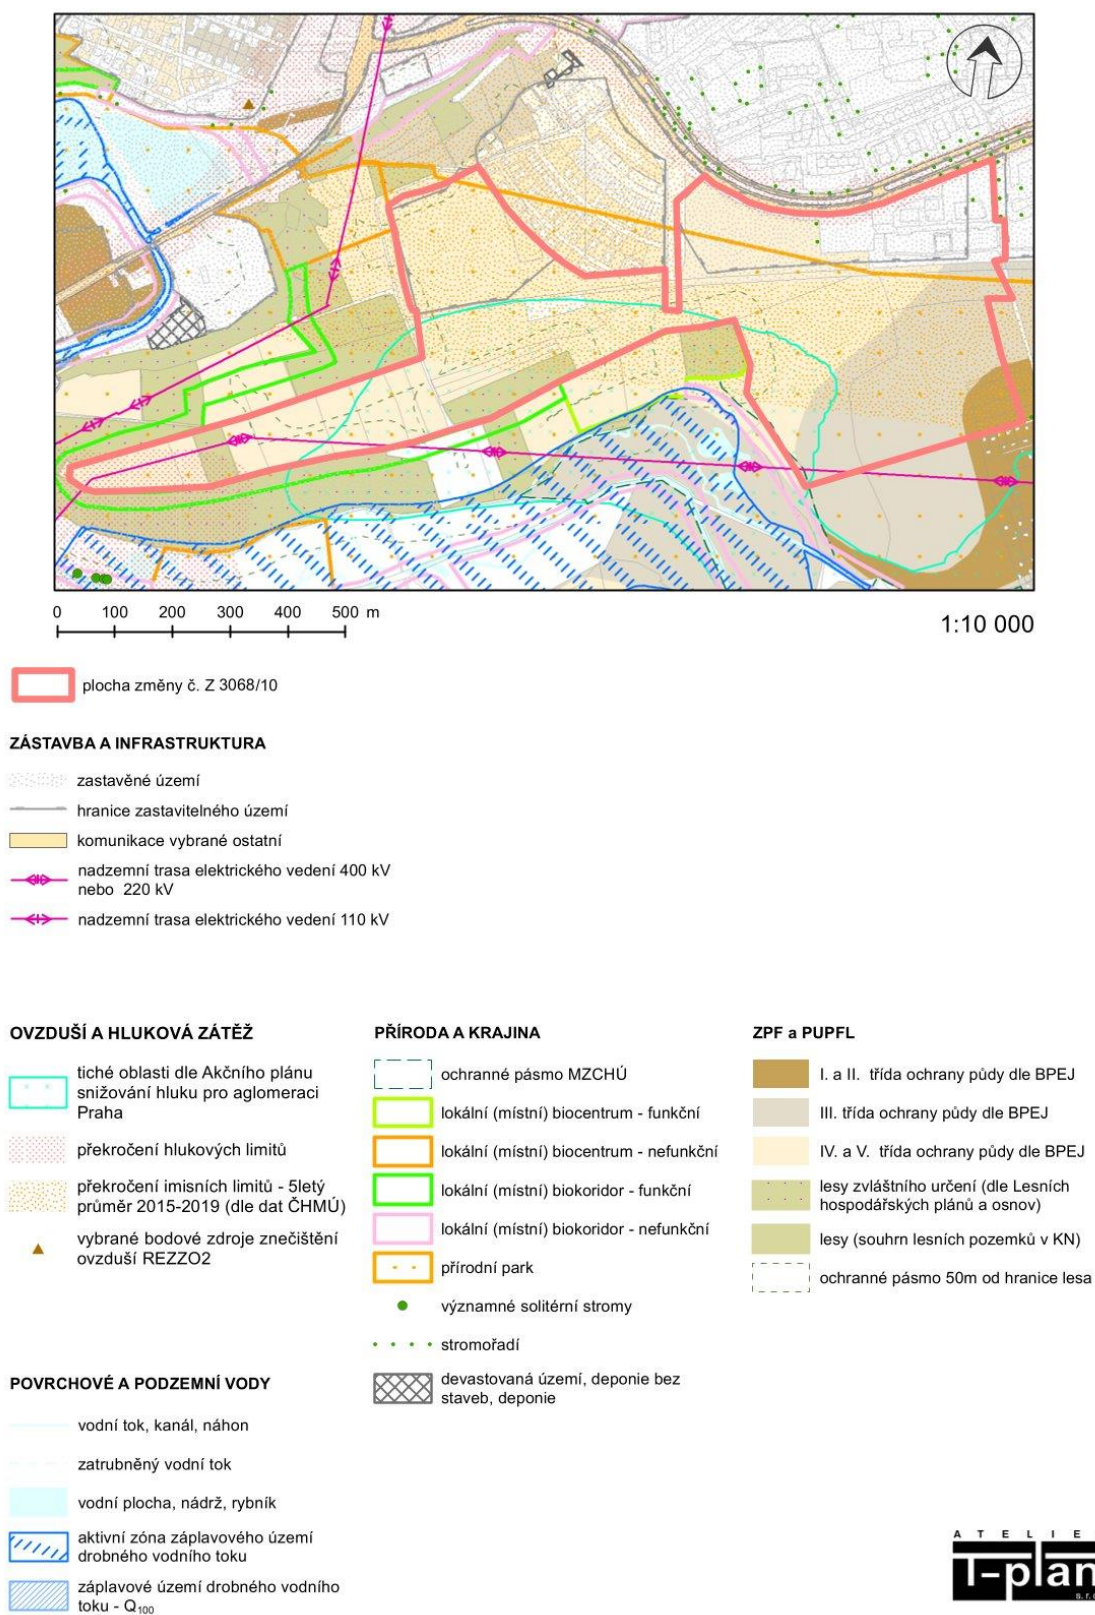 0 100 200 300 400 500 m
1:10 000
plocha změny č. Z 3068/10
ZÁSTAVBA A INFRASTRUKTURA
zastavěné území
hranice zastavitelného území
komunikace vybrané ostatní
nadzemní trasa elektrického vedení 400 kV
nebo 220 kV
nadzemní trasa elektrického vedení 110 kV
OVZDUŠÍ A HLUKOVÁ ZÁTĚŽ
tiché oblasti dle Akčního plánu
snižování hluku pro aglomeraci
Praha
překročení hlukových limitů
překročení imisních limitů - 5letý
průměr 2015-2019 (dle dat ČHMÚ)
vybrané bodové zdroje znečištění
ovzduší REZZO2
POVRCHOVÉ A PODZEMNÍ VODY
vodní tok, kanál, náhon
zatrubněný vodní tok
vodní plocha, nádrž, rybník
aktivní zóna záplavového území
drobného vodního toku
záplavové území drobného vodního
toku - Q100
PŘÍRODA A KRAJINA
ochranné pásmo MZCHÚ
lokální (místní) biocentrum - funkční
lokální (místní) biocentrum - nefunkční
lokální (místní) biokoridor - funkční
lokální (místní) biokoridor - nefunkční
přírodní park
významné solitérní stromy
stromořadí
devastovaná území, deponie bez
staveb, deponie
ZPF a PUPFL
I. a II. třída ochrany půdy dle BPEJ
III. třída ochrany půdy dle BPEJ
IV. a V. třída ochrany půdy dle BPEJ
lesy zvláštního určení (dle Lesních
hospodářských plánů a osnov)
lesy (souhrn lesních pozemků v KN)
ochranné pásmo 50m od hranice lesa
ATELIE
T-plan
s. r.